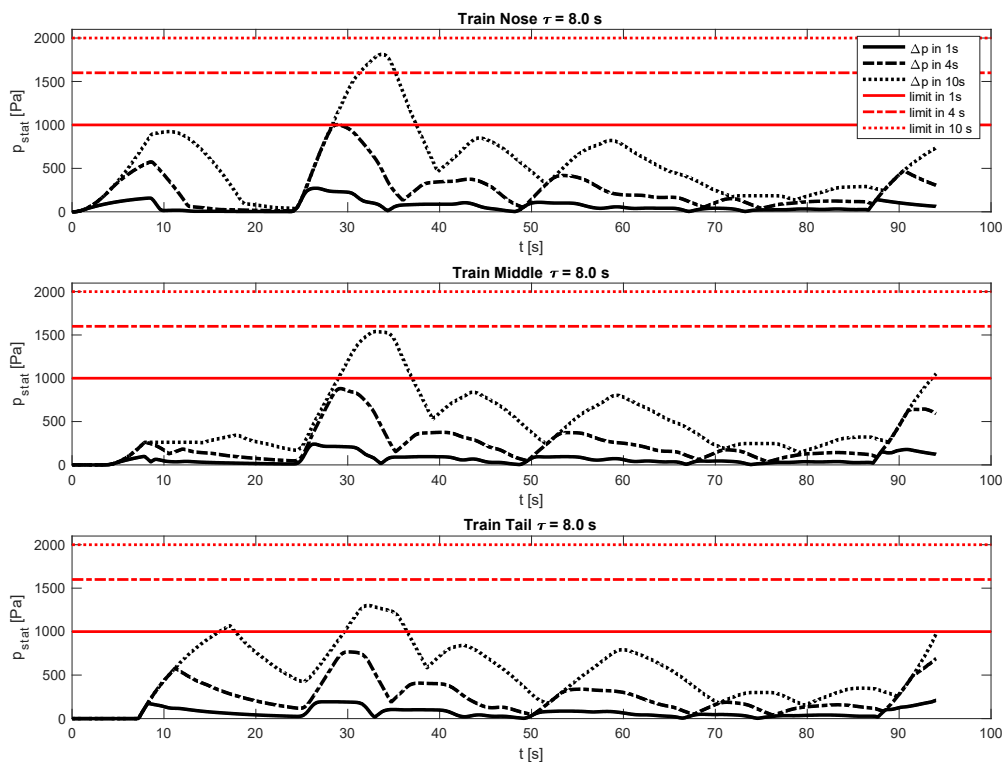 Train Nose τ = 8.0 s
2000
1500
1000
500
0
p_stat [Pa]
0 10 20 30 40 50 60 70 80 90 100
t [s]
Δp in 1s
Δp in 4s
Δp in 10s
limit in 1s
limit in 4 s
limit in 10 s
Train Middle τ = 8.0 s
2000
1500
1000
500
0
p_stat [Pa]
0 10 20 30 40 50 60 70 80 90 100
t [s]
Train Tail τ = 8.0 s
2000
1500
1000
500
0
p_stat [Pa]
0 10 20 30 40 50 60 70 80 90 100
t [s]